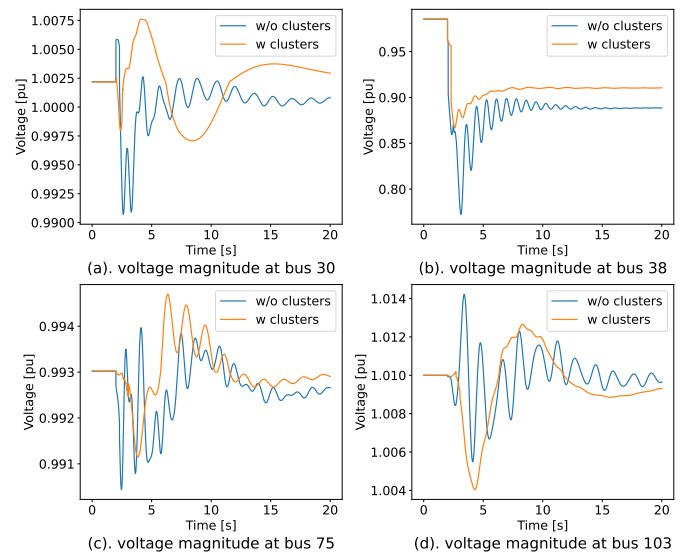 1.0075
1.0050
1.0025
1.0000
0.9975
0.9950
0.9925
0.9900
Voltage [pu]
w/o clusters
w clusters
0 5 10 15 20
Time [s]
(a). voltage magnitude at bus 30
0.95
0.90
0.85
0.80
Voltage [pu]
w/o clusters
w clusters
0 5 10 15 20
Time [s]
(b). voltage magnitude at bus 38
0.994
0.993
0.992
0.991
Voltage [pu]
w/o clusters
w clusters
0 5 10 15 20
Time [s]
(c). voltage magnitude at bus 75
1.014
1.012
1.010
1.008
1.006
1.004
Voltage [pu]
w/o clusters
w clusters
0 5 10 15 20
Time [s]
(d). voltage magnitude at bus 103